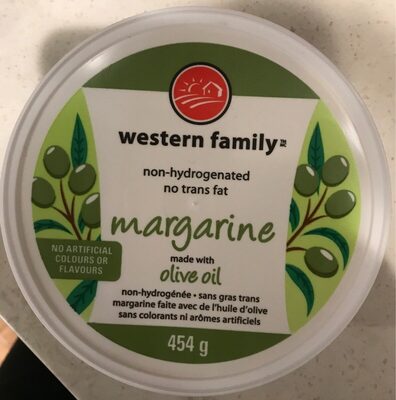 western family™
non-hydrogenated
no trans fat
margarine
made with
olive oil
NO ARTIFICIAL
COLOURS OR
FLAVOURS
non-hydrogénée • sans gras trans
margarine faite avec de l'huile d'olive
sans colorants ni arômes artificiels
454 g